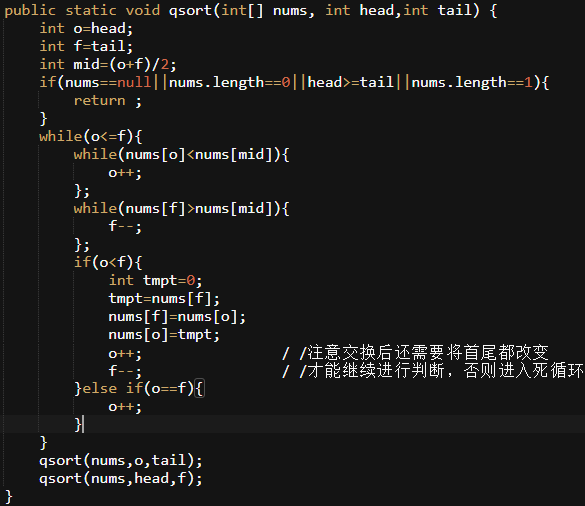 public static void qsort(int[] nums, int head,int tail) {
int o=head;
int f=tail;
int mid=(o+f)/2;
if(nums==null||nums.length==0||head>=tail||nums.length==1){
return ;
}
while(o<=f){
while(nums[o]<nums[mid]){
o++;
};
while(nums[f]>nums[mid]){
f--;
};
if(o<f){
int tmpt=0;
tmpt=nums[f];
nums[f]=nums[o];
nums[o]=tmpt;
o++; / /注意交换后还需要将首尾都改变
f--; / /才能继续进行判断，否则进入死循环
}else if(o==f){
o++;
}
}
qsort(nums,o,tail);
qsort(nums,head,f);
}